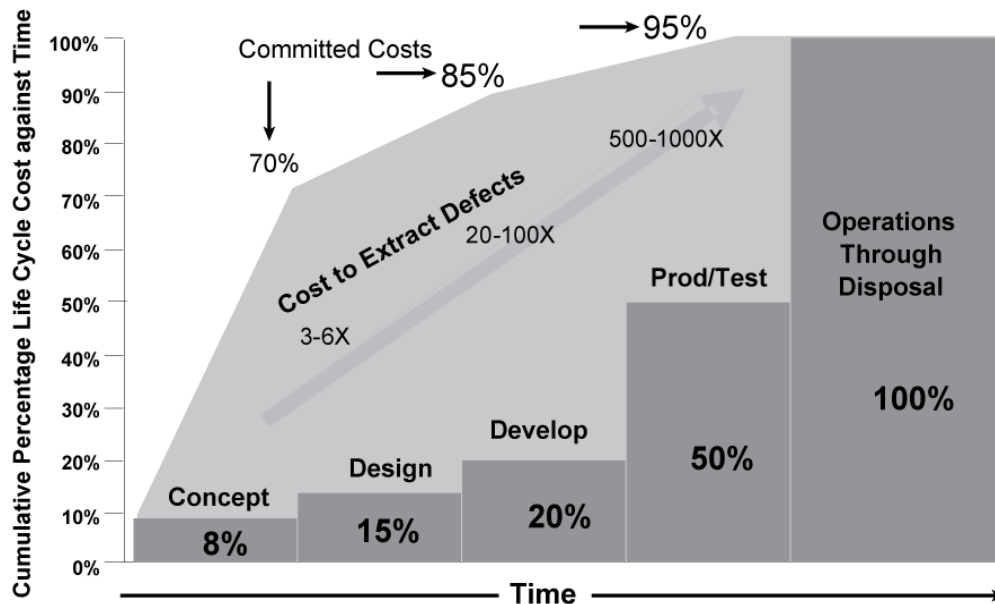 Cumulative Percentage Life Cycle Cost against Time
100%
90%
80%
70%
60%
50%
40%
30%
20%
10%
0%
Committed Costs
70%
85%
95%
Cost to Extract Defects
3-6X
20-100X
500-1000X
Concept
8%
Design
15%
Develop
20%
Prod/Test
50%
Operations
Through
Disposal
100%
Time